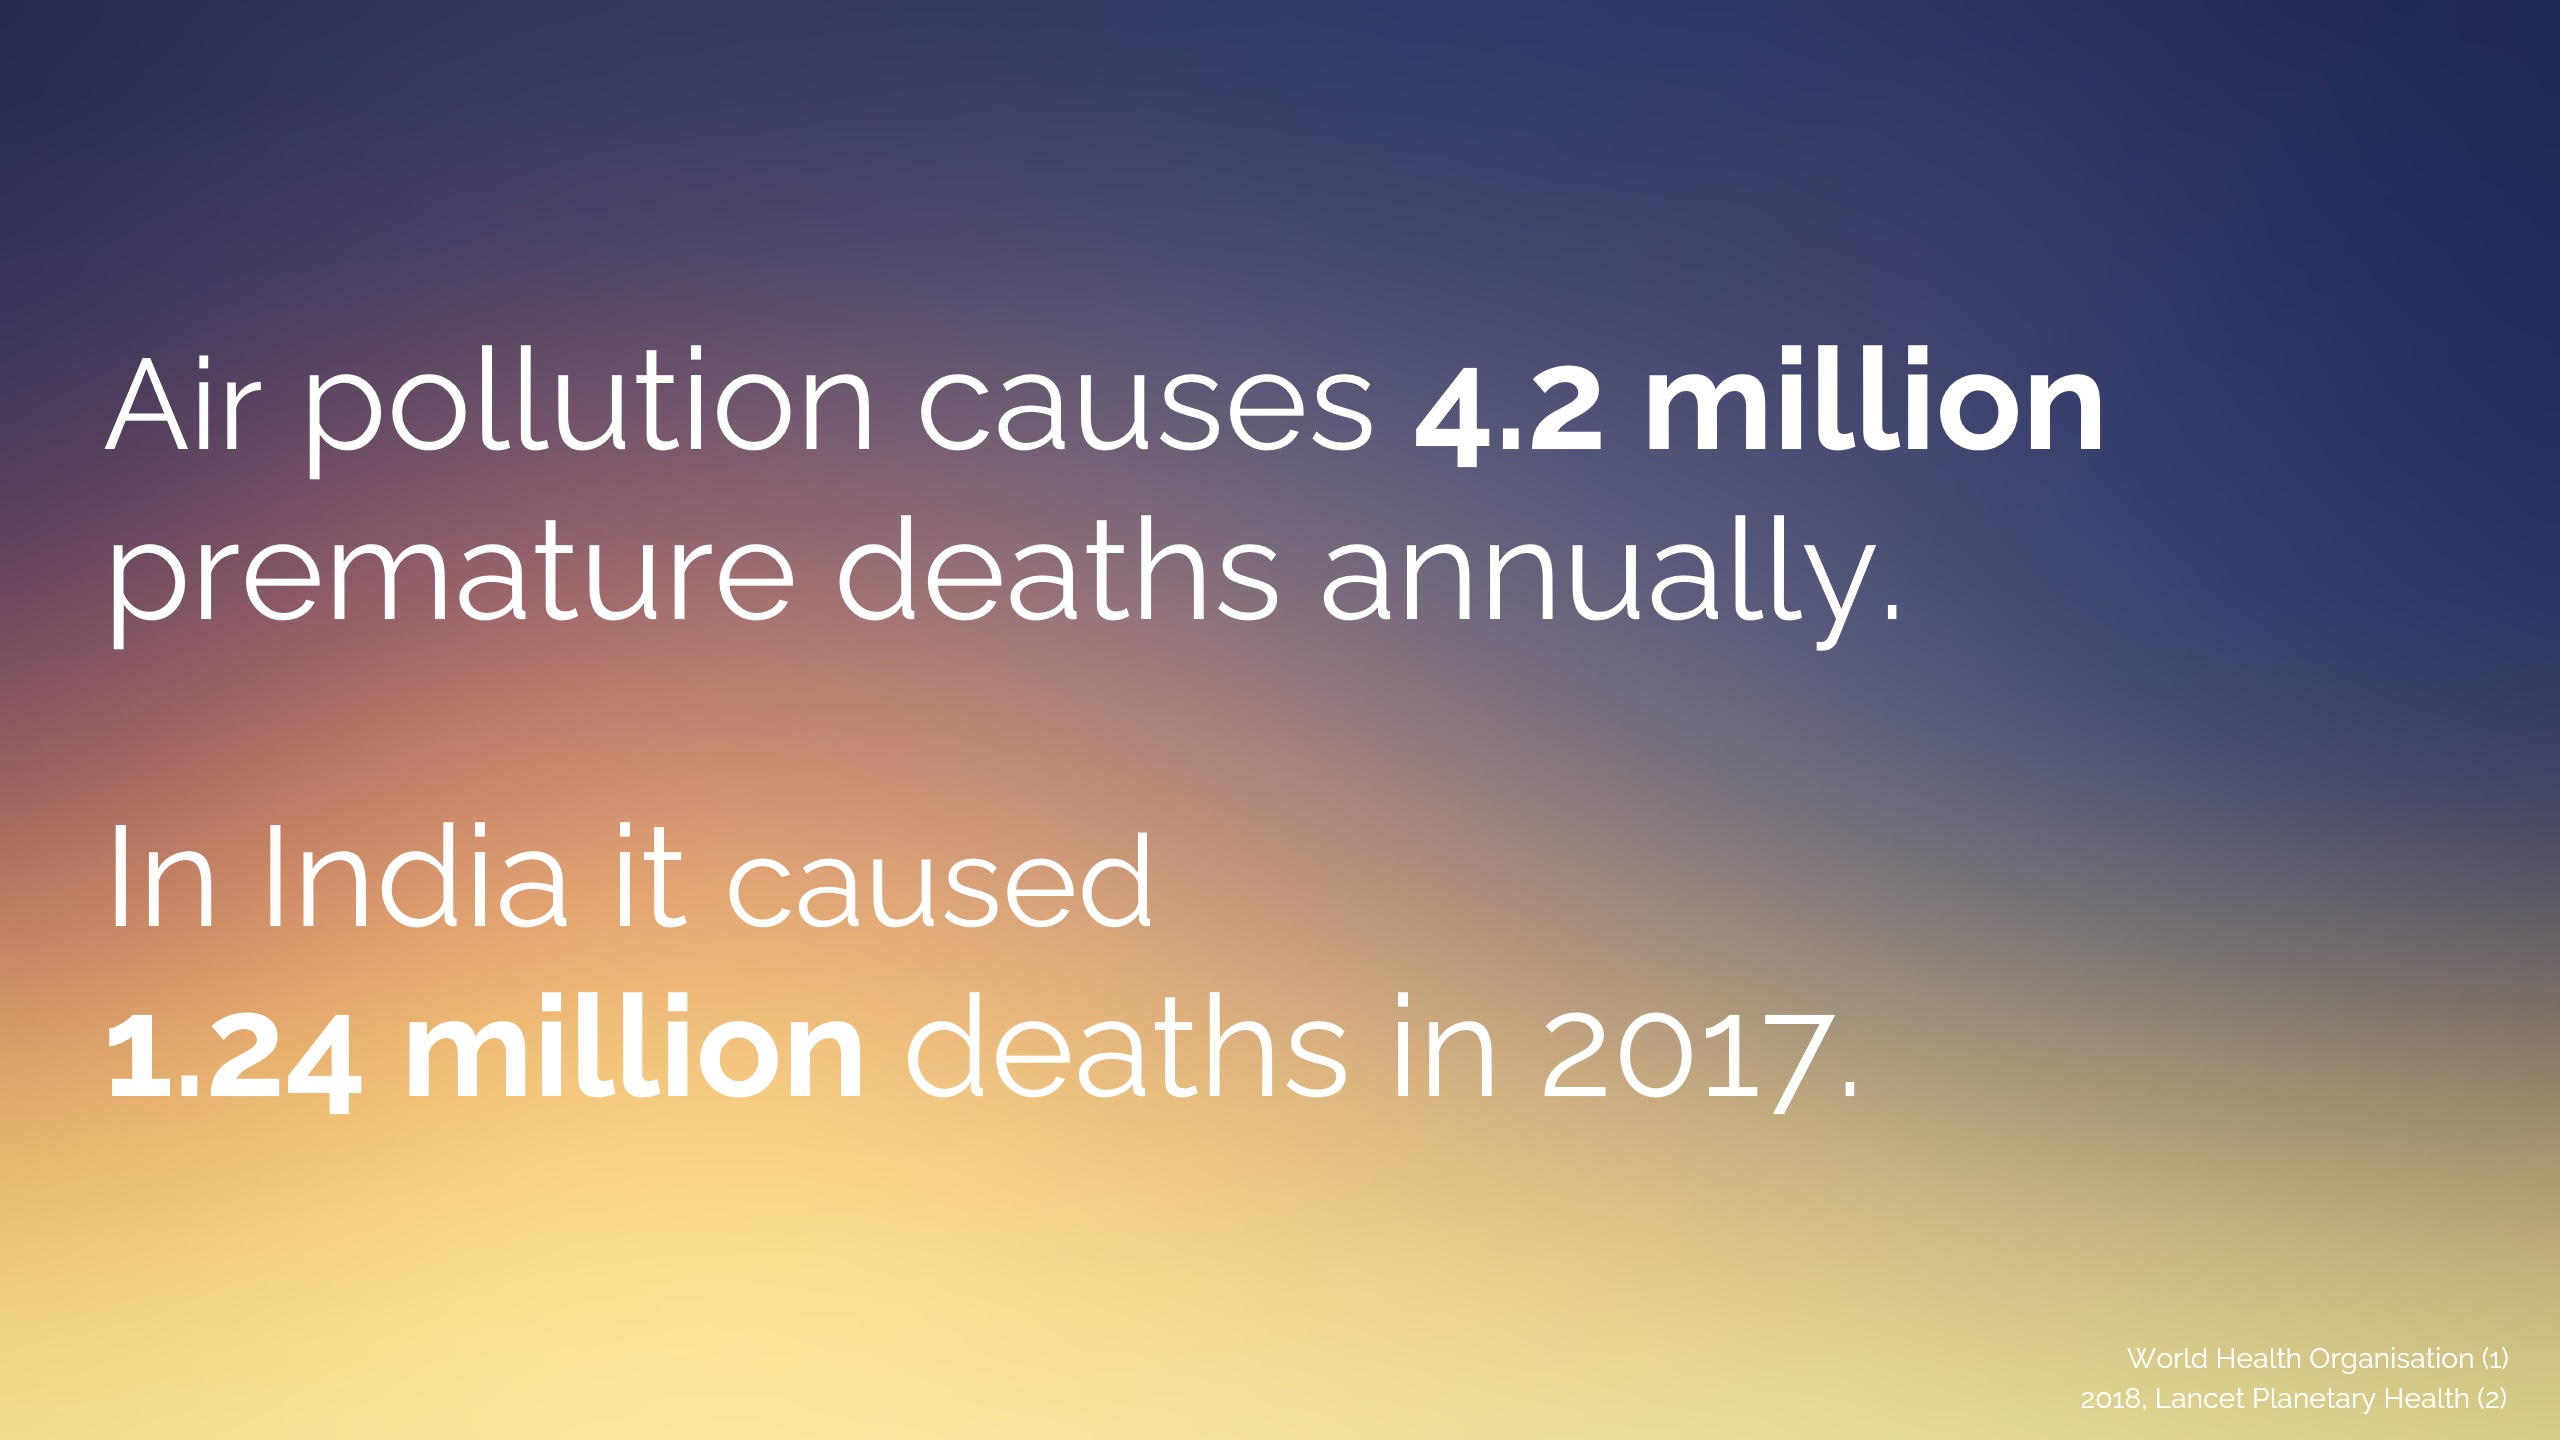 Air pollution causes 4.2 million
premature deaths annually.
In India it caused
1.24 million deaths in 2017.
World Health Organisation (1)
2018, Lancet Planetary Health (2)